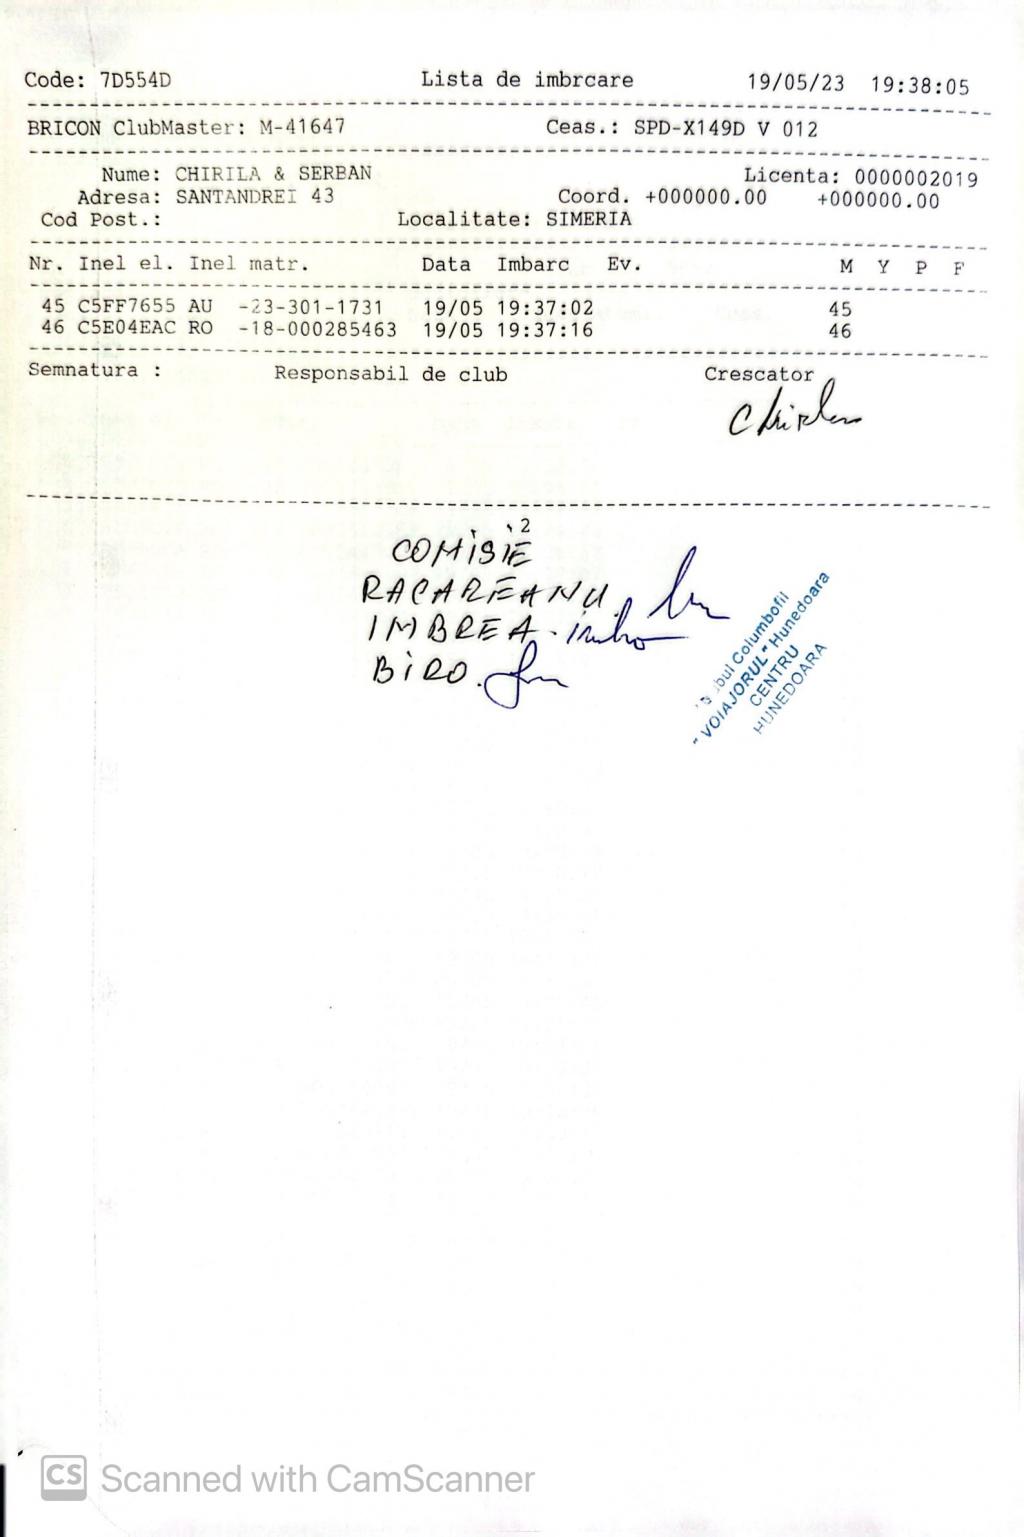 Code: 7D554D Lista de imbrcare 19/05/23 19:38:05
BRICON ClubMaster: M-41647 Ceas.: SPD-X149D V 012
Nume: CHIRILA & SERBAN Licenta: 0000002019
Adresa: SANTANDREI 43 Coord. +000000.00 +000000.00
Cod Post.: Localitate: SIMERIA
Nr. Inel el. Inel matr. Data Imbarc Ev. M Y P F
45 C5FF7655 AU -23-301-1731 19/05 19:37:02 45
46 C5E04EAC RO -18-000285463 19/05 19:37:16 46
Semnatura : Responsabil de club Crescator
2
COMISIE
RACAREANU.
IMBREA.
BIRO.
Columbofil
"VOIAJORUL" Hunedoara
CENTRU
HUNEDOARA
CS Scanned with CamScanner